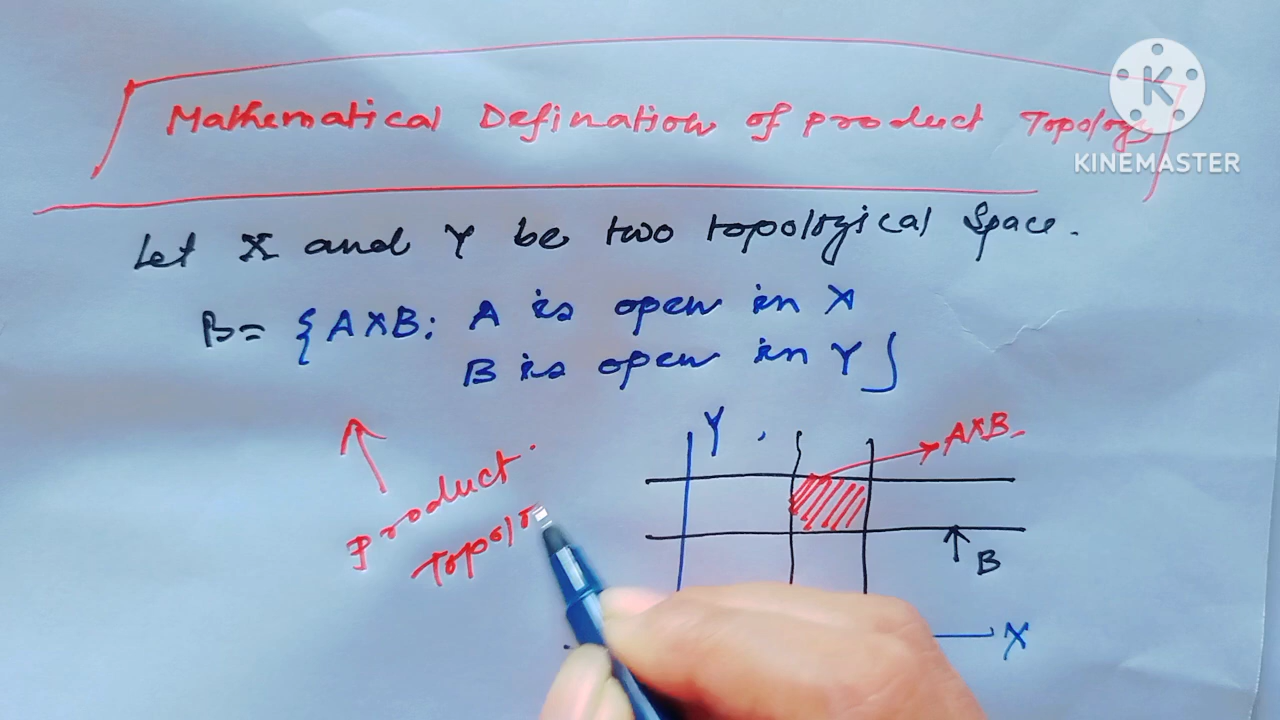 Mathematical Defination of product Topology
KINEMASTER
Let X and Y be two topological space.
B = {A×B: A is open in X
B is open in Y}
Y
A×B
product
topolo
B
X